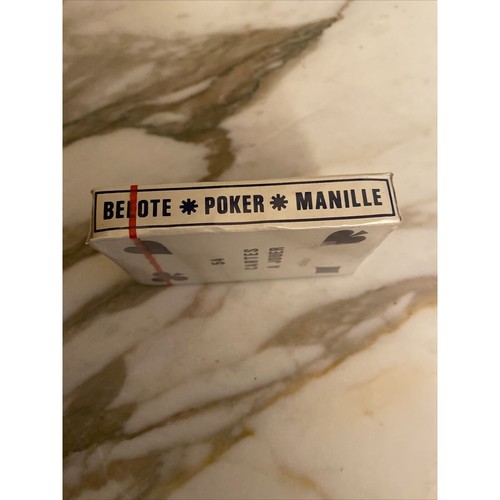 BELOTE * POKER * MANILLE
54
CARTES
A JOUER